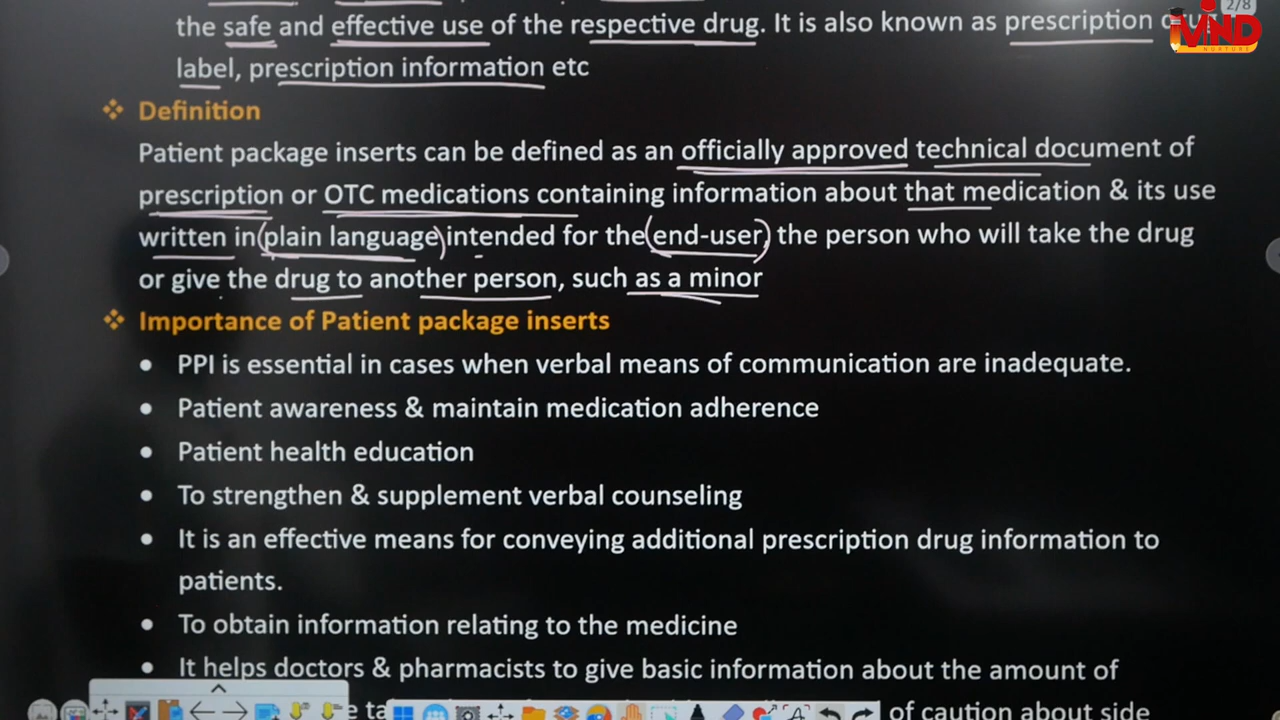 the safe and effective use of the respective drug. It is also known as prescription
label, prescription information etc
Definition
Patient package inserts can be defined as an officially approved technical document of
prescription or OTC medications containing information about that medication & its use
written in (plain language) intended for the (end-user) the person who will take the drug
or give the drug to another person, such as a minor
Importance of Patient package inserts
• PPI is essential in cases when verbal means of communication are inadequate.
• Patient awareness & maintain medication adherence
• Patient health education
• To strengthen & supplement verbal counseling
• It is an effective means for conveying additional prescription drug information to
patients.
• To obtain information relating to the medicine
• It helps doctors & pharmacists to give basic information about the amount of
of caution about side
2/8
MIND
NURTURE